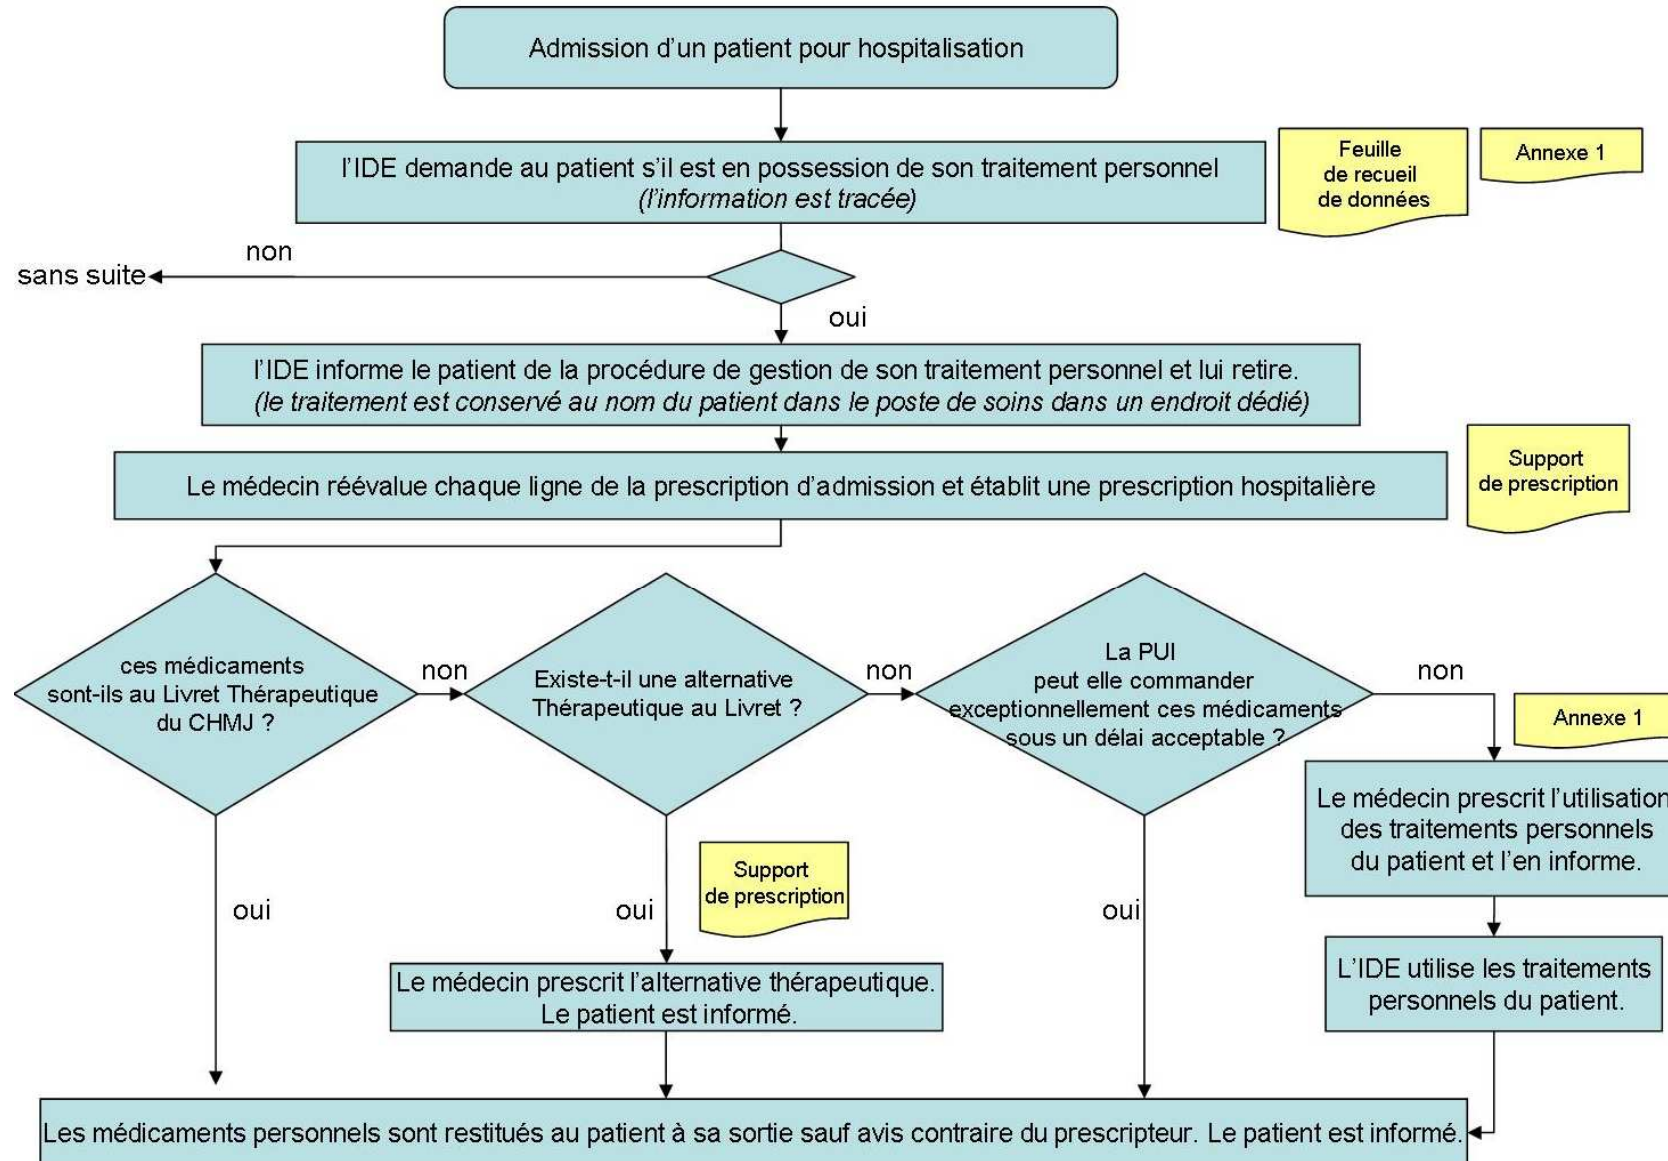 Admission d'un patient pour hospitalisation
l'IDE demande au patient s'il est en possession de son traitement personnel
(l'information est tracée)
Feuille
de recueil
de données
Annexe 1
non
sans suite
oui
l'IDE informe le patient de la procédure de gestion de son traitement personnel et lui retire.
(le traitement est conservé au nom du patient dans le poste de soins dans un endroit dédié)
Le médecin réévalue chaque ligne de la prescription d'admission et établit une prescription hospitalière
Support
de prescription
ces médicaments
sont-ils au Livret Thérapeutique
du CHMJ ?
non
Existe-t-il une alternative
Thérapeutique au Livret ?
non
La PUI
peut elle commander
exceptionnellement ces médicaments
sous un délai acceptable ?
non
Annexe 1
Le médecin prescrit l'utilisation
des traitements personnels
du patient et l'en informe.
Support
de prescription
oui
oui
oui
Le médecin prescrit l'alternative thérapeutique.
Le patient est informé.
L'IDE utilise les traitements
personnels du patient.
Les médicaments personnels sont restitués au patient à sa sortie sauf avis contraire du prescripteur. Le patient est informé.